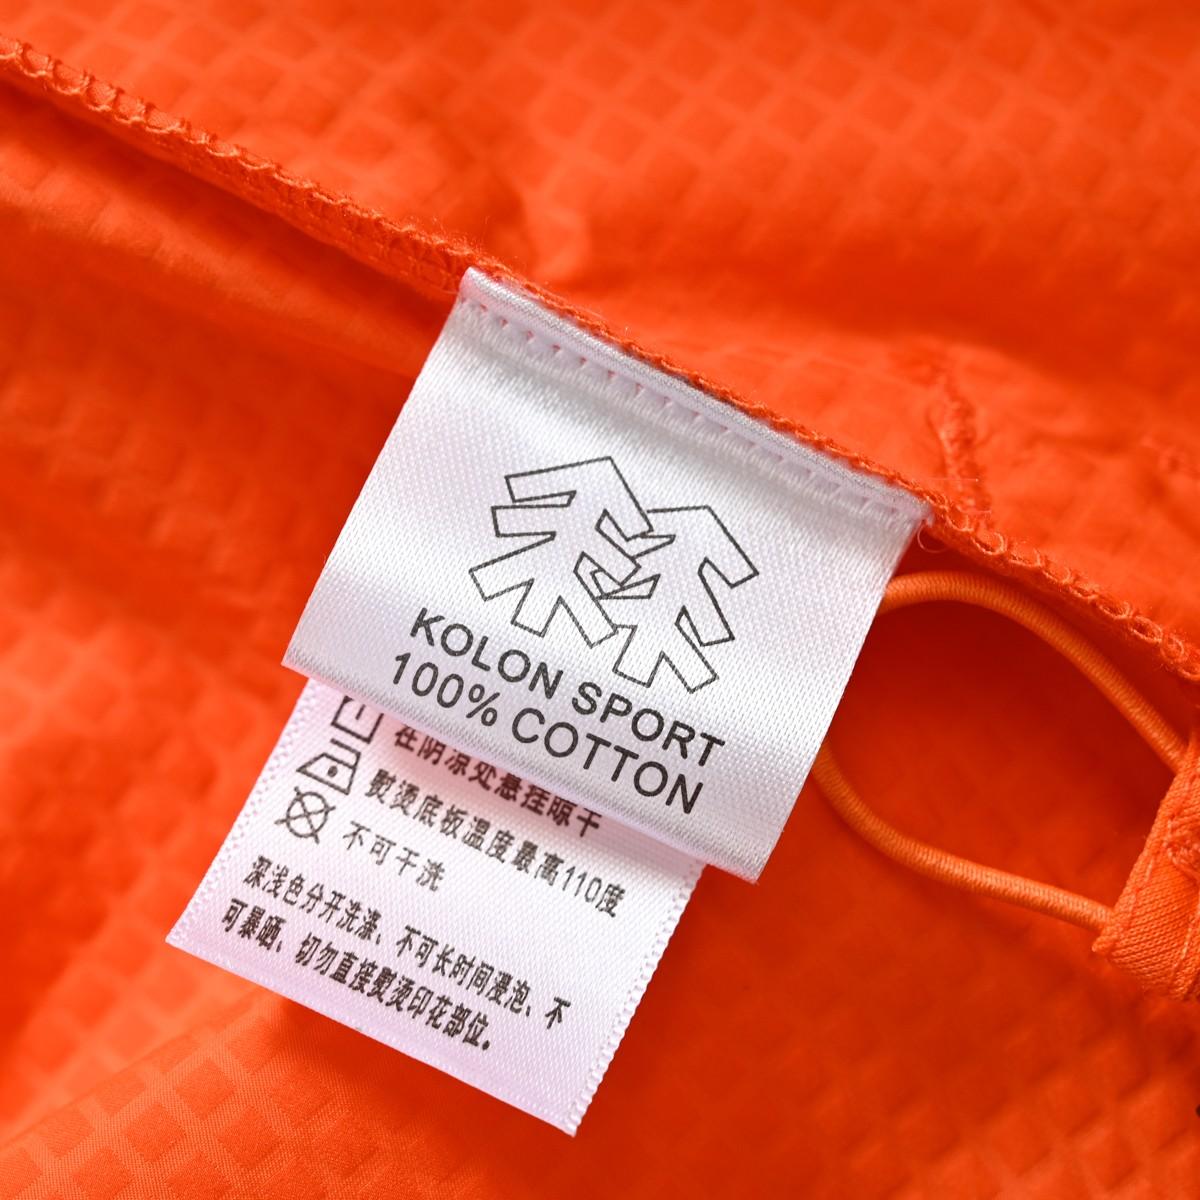 KOLON SPORT
100% COTTON
在阴凉处悬挂晾干
熨烫底板温度最高110度
不可干洗
深浅色分开洗涤、不可长时间浸泡、不
可暴晒、切勿直接熨烫印花部位。